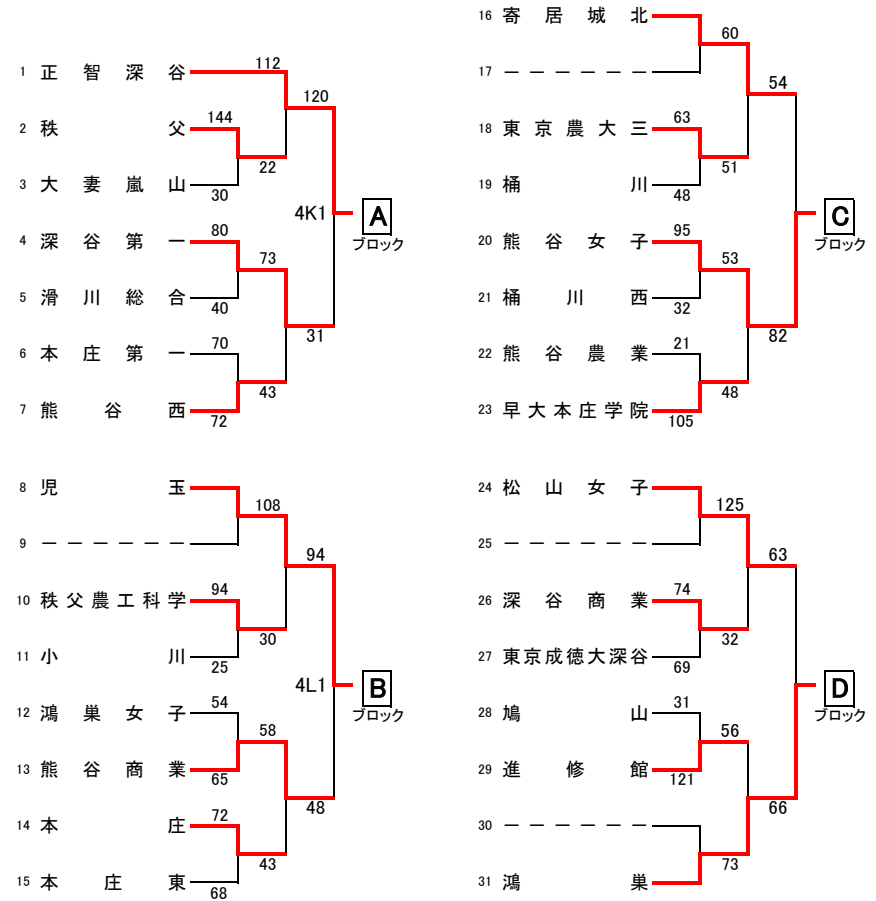 1 正智深谷 112
120
2 秩父 144
22
3 大妻嵐山 30
4K1 A
ブロック
4 深谷第一 80
73
5 滑川総合 40
31
6 本庄第一 70
43
7 熊谷西 72
8 児玉
108
9 ーーーーーー
94
10 秩父農工科学 94
30
11 小川 25
4L1 B
ブロック
12 鴻巣女子 54
58
13 熊谷商業 65
48
14 本庄 72
43
15 本庄東 68
16 寄居城北
60
17 ーーーーーー
54
18 東京農大三 63
51
19 桶川 48
C
ブロック
20 熊谷女子 95
53
21 桶川西 32
82
22 熊谷農業 21
48
23 早大本庄学院 105
24 松山女子
125
25 ーーーーーー
63
26 深谷商業 74
32
27 東京成徳大深谷 69
D
ブロック
28 鳩山 31
56
29 進修館 121
66
30 ーーーーーー
73
31 鴻巣